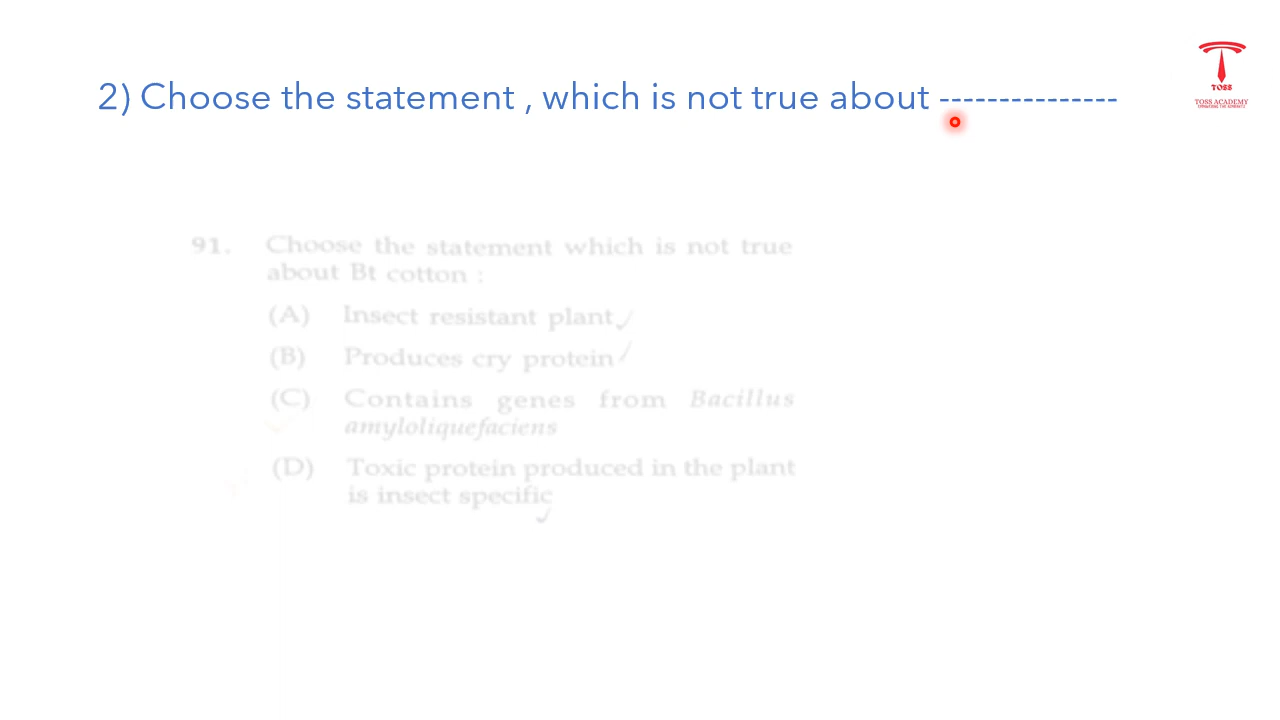 2) Choose the statement , which is not true about ---------------
TOSS
TOSS ACADEMY
91. Choose the statement which is not true
about Bt cotton :
(A) Insect resistant plant
(B) Produces cry protein
(C) Contains genes from Bacillus
amyloliquefaciens
(D) Toxic protein produced in the plant
is insect specific